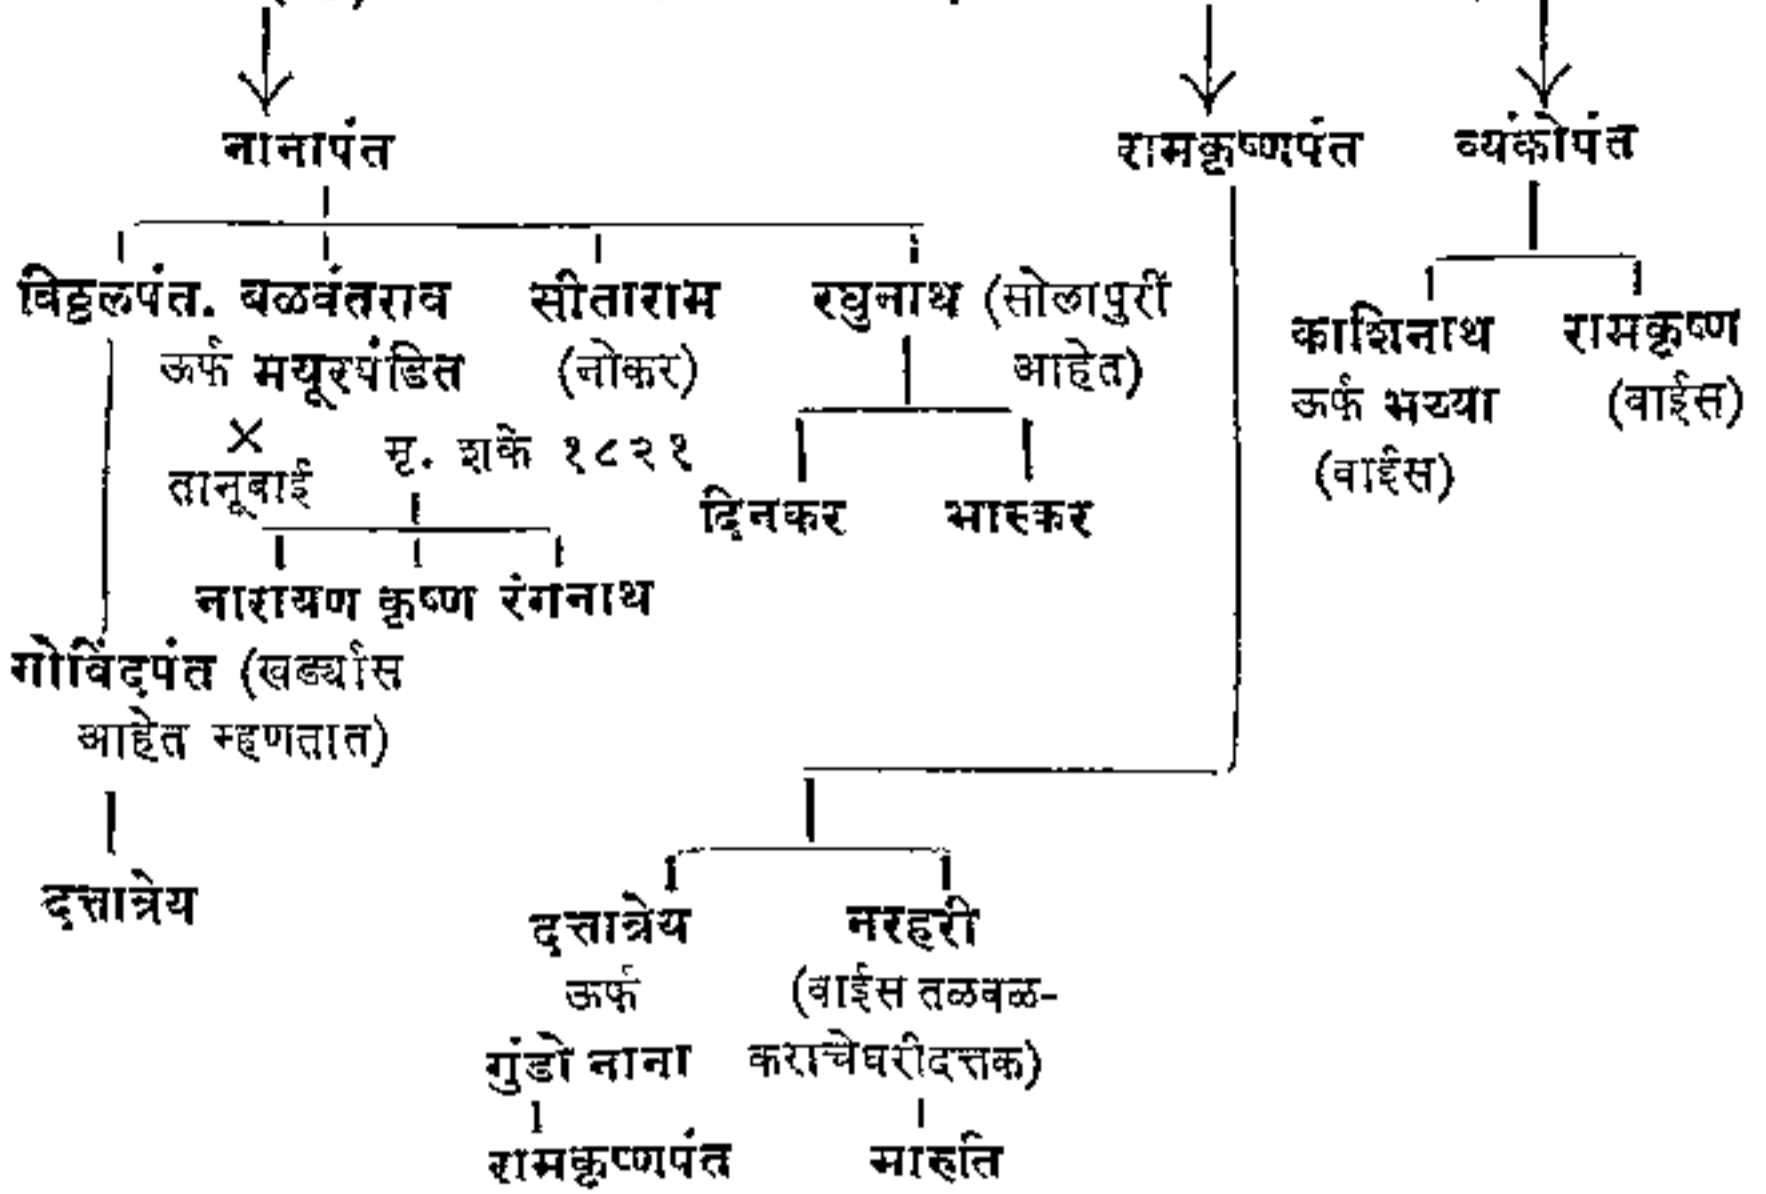 नानापंत रामकृष्णपंत व्यंकोपंत
विठ्ठलपंत. बळवंतराव सीताराम रघुनाथ (सोलापुरीं
काशिनाथ रामकृष्ण
ऊर्फ मयूरपंडित (नोकर) आहेत)
ऊर्फ भय्या (वाईस)
× मृ. शके १८२१
तानूबाई
(वाईस)
दिनकर भास्कर
नारायण कृष्ण रंगनाथ
गोविंदपंत (खर्ड्यास
आहेत म्हणतात)
दत्तात्रेय
दत्तात्रेय नरहरी
ऊर्फ (वाईस तळवळ-
गुंडो नाना कराचेघरीदत्तक)
रामकृष्णपंत मारुति